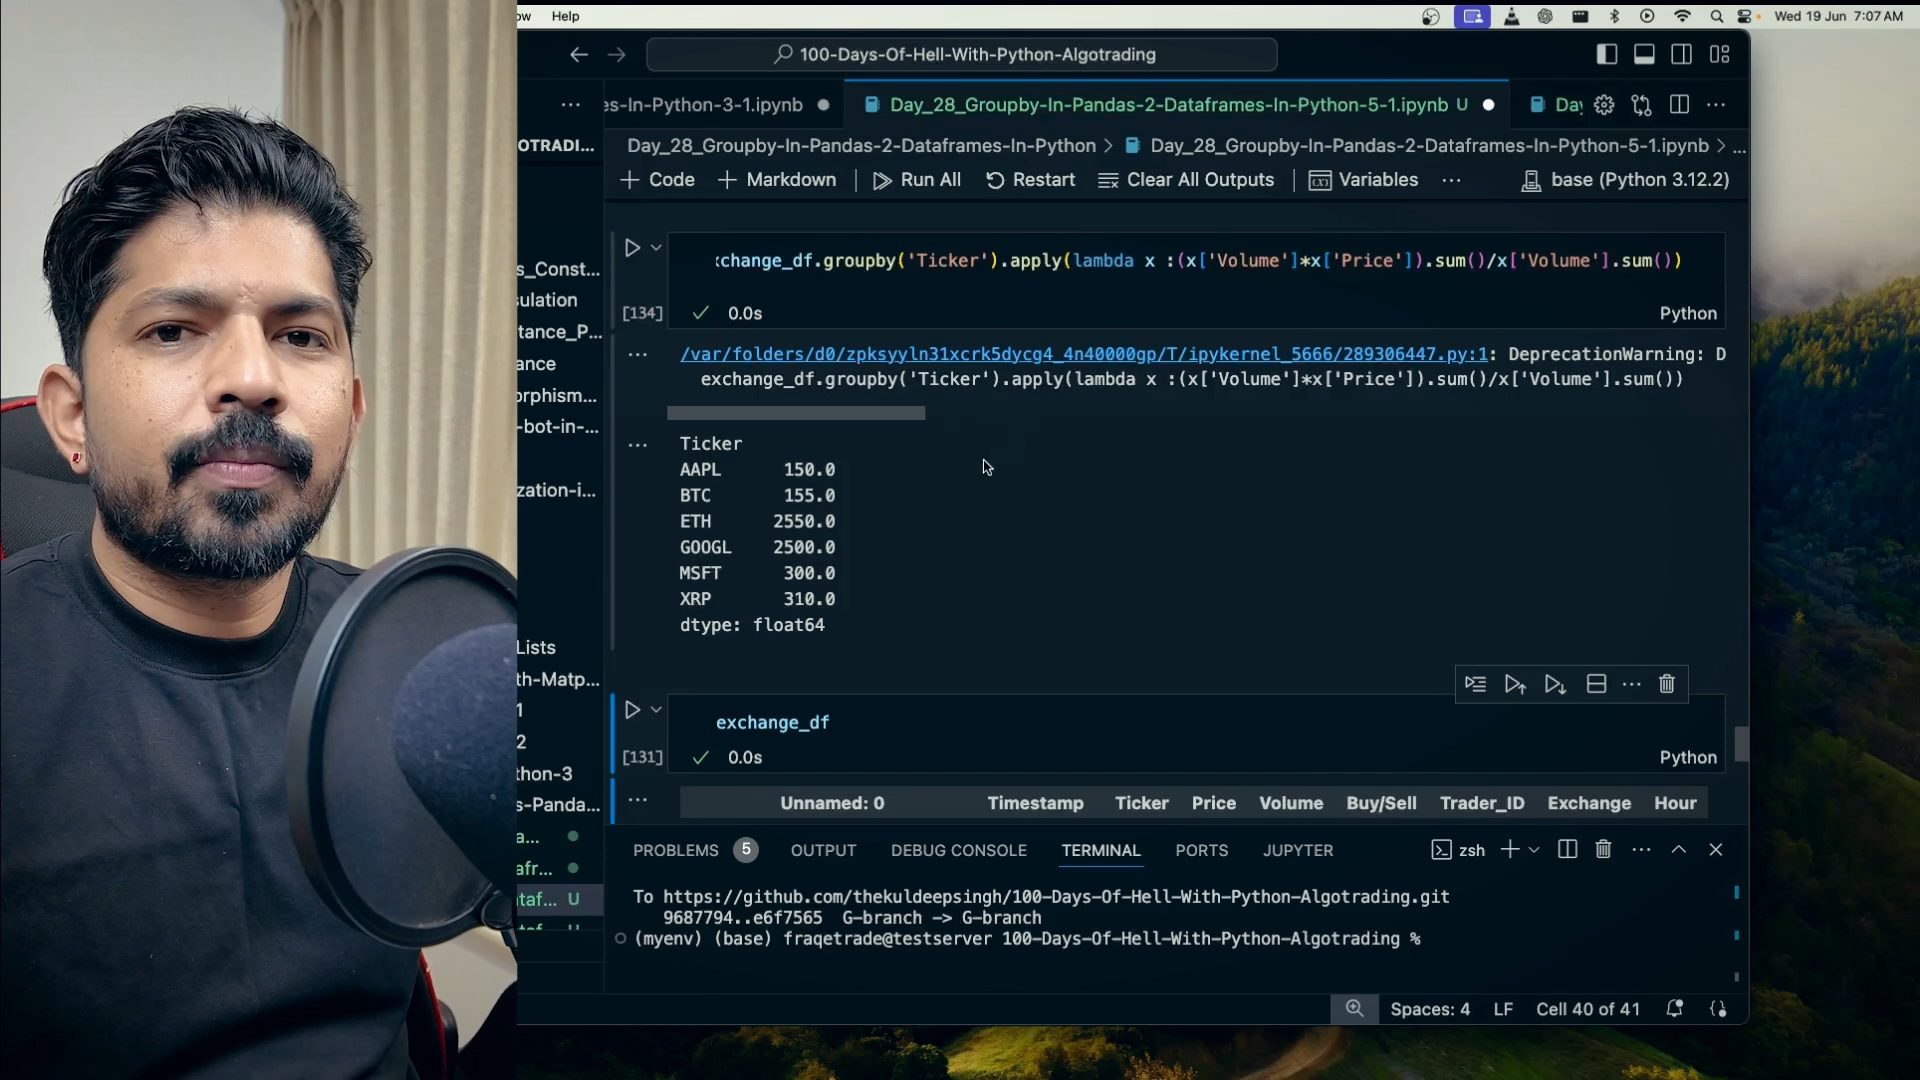 ow Help Wed 19 Jun 7:07 AM
100-Days-Of-Hell-With-Python-Algotrading
es-In-Python-3-1.ipynb Day_28_Groupby-In-Pandas-2-Dataframes-In-Python-5-1.ipynb U Day
OTRADI... Day_28_Groupby-In-Pandas-2-Dataframes-In-Python > Day_28_Groupby-In-Pandas-2-Dataframes-In-Python-5-1.ipynb > ...
+ Code + Markdown Run All Restart Clear All Outputs Variables ... base (Python 3.12.2)
s_Const...
sulation
tance_P...
ance
orphism...
-bot-in-...
zation-i...
Lists
th-Matp...
1
2
thon-3
s-Panda...
a...
afr...
taf... U
xchange_df.groupby('Ticker').apply(lambda x :(x['Volume']*x['Price']).sum()/x['Volume'].sum())
[134] ✓ 0.0s Python
/var/folders/d0/zpksyyln31xcrk5dycg4_4n40000gp/T/ipykernel_5666/289306447.py:1: DeprecationWarning: D
exchange_df.groupby('Ticker').apply(lambda x :(x['Volume']*x['Price']).sum()/x['Volume'].sum())
Ticker
AAPL 150.0
BTC 155.0
ETH 2550.0
GOOGL 2500.0
MSFT 300.0
XRP 310.0
dtype: float64
exchange_df
[131] ✓ 0.0s Python
Unnamed: 0 Timestamp Ticker Price Volume Buy/Sell Trader_ID Exchange Hour
PROBLEMS 5 OUTPUT DEBUG CONSOLE TERMINAL PORTS JUPYTER zsh
To https://github.com/thekuldeepsingh/100-Days-Of-Hell-With-Python-Algotrading.git
9687794..e6f7565 G-branch -> G-branch
(myenv) (base) fraqetrade@testserver 100-Days-Of-Hell-With-Python-Algotrading %
Spaces: 4 LF Cell 40 of 41